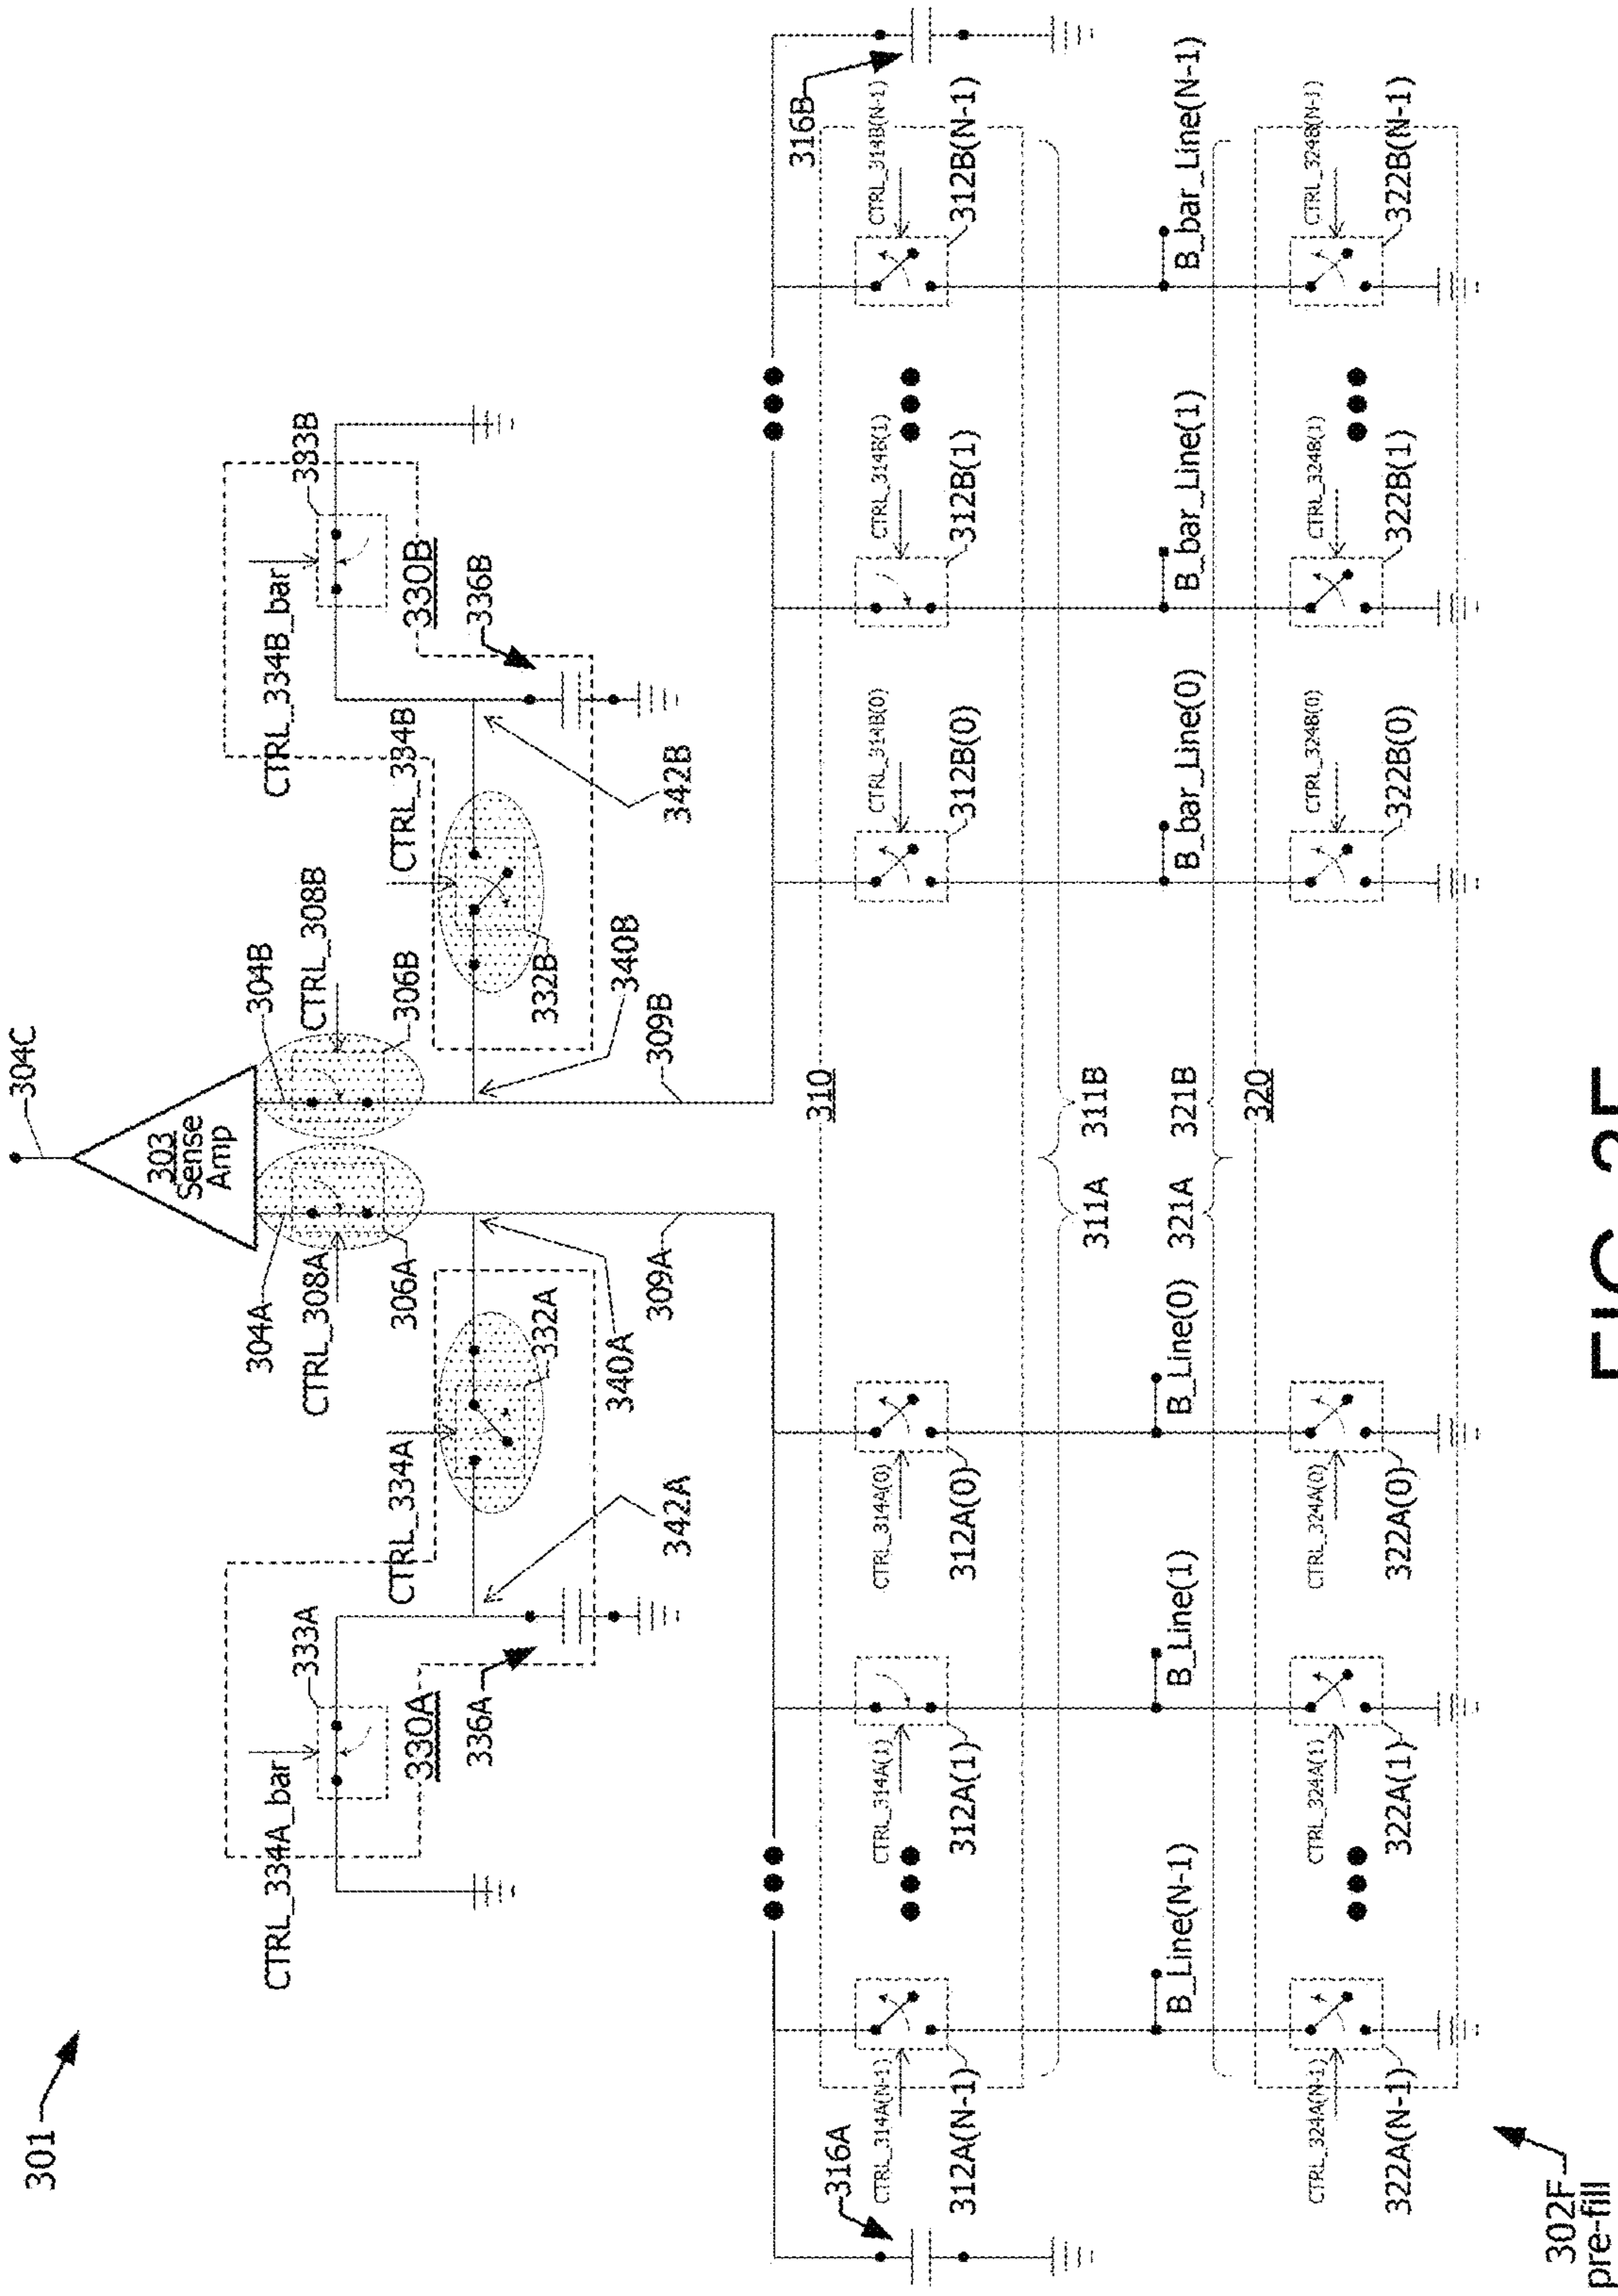 301
304C
303
Sense
Amp
304A
304B
CTRL_334A_bar
333A
CTRL_308A
CTRL_308B
CTRL_334B_bar
333B
330A
CTRL_334A
306A
306B
CTRL_334B
330B
336A
336B
332A
332B
342A
340A
340B
342B
309A
309B
316A
310
316B
CTRL_314A(N-1)
CTRL_314A(1)
CTRL_314A(0)
CTRL_314B(0)
CTRL_314B(1)
CTRL_314B(N-1)
312A(N-1)
312A(1)
312A(0)
312B(0)
312B(1)
312B(N-1)
311A
311B
B_Line(N-1)
B_Line(1)
B_Line(0)
321A
321B
B_bar_Line(0)
B_bar_Line(1)
B_bar_Line(N-1)
320
CTRL_324A(N-1)
CTRL_324A(1)
CTRL_324A(0)
CTRL_324B(0)
CTRL_324B(1)
CTRL_324B(N-1)
322A(N-1)
322A(1)
322A(0)
322B(0)
322B(1)
322B(N-1)
302F
pre-fill
FIG